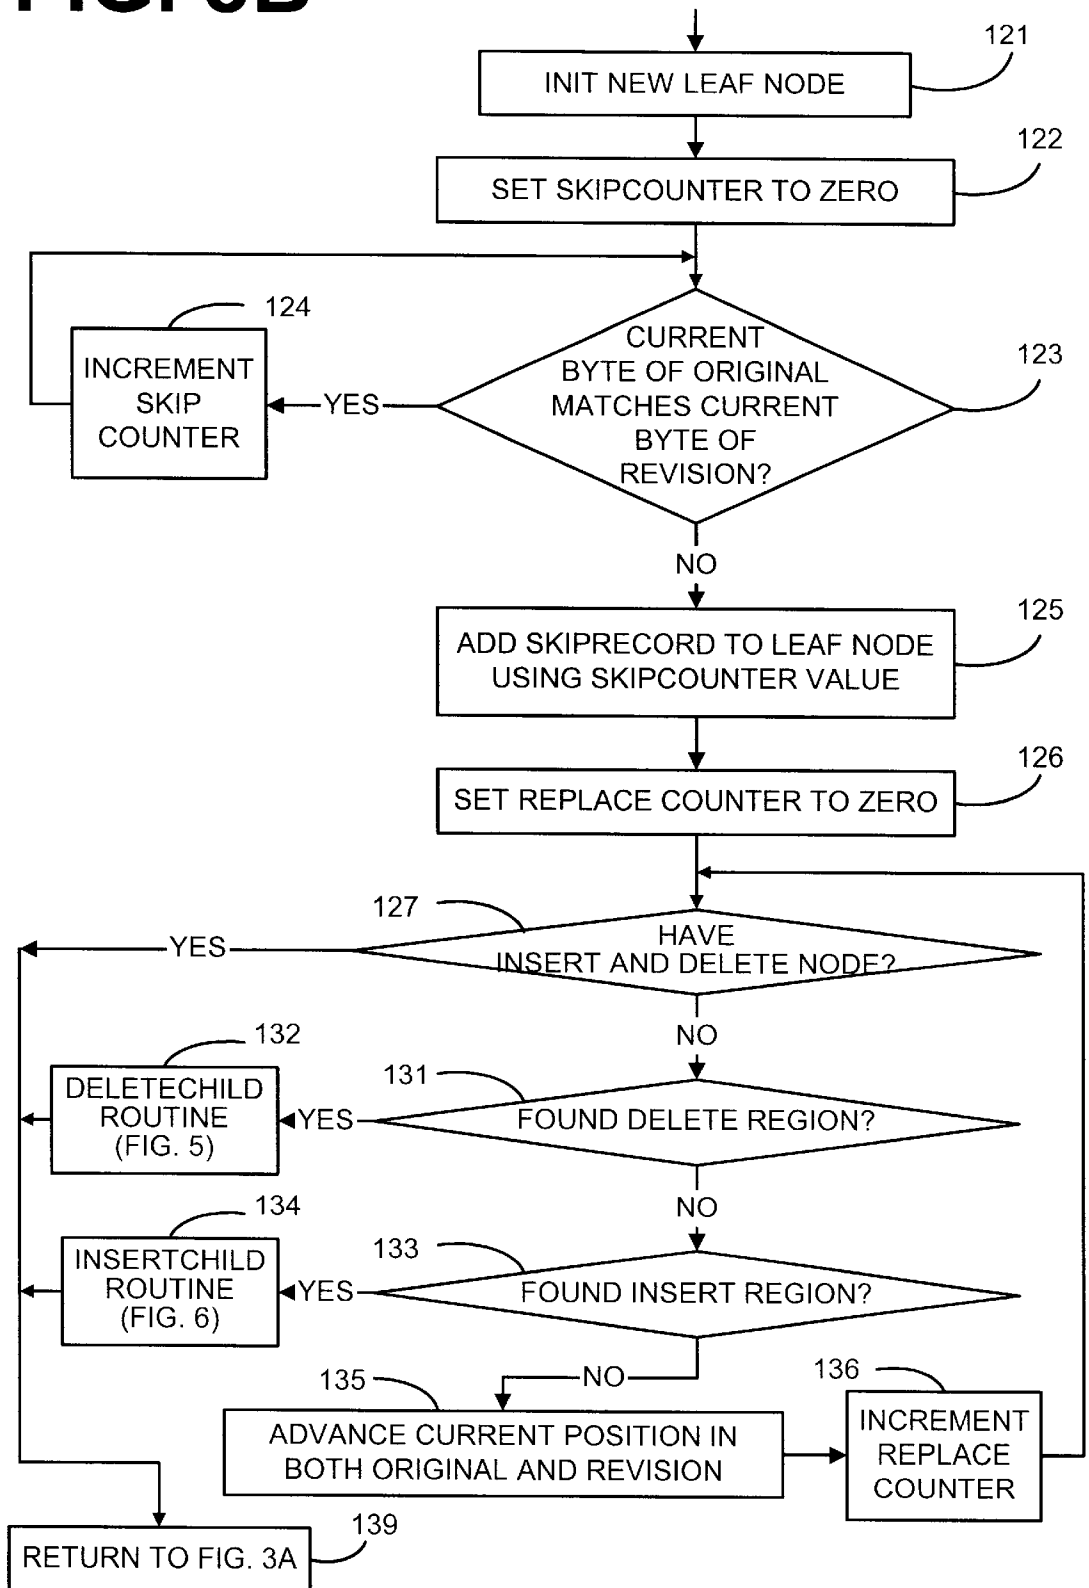 121
INIT NEW LEAF NODE
122
SET SKIPCOUNTER TO ZERO
124
INCREMENT
SKIP
COUNTER
YES
CURRENT
BYTE OF ORIGINAL
MATCHES CURRENT
BYTE OF
REVISION?
123
NO
125
ADD SKIPRECORD TO LEAF NODE
USING SKIPCOUNTER VALUE
126
SET REPLACE COUNTER TO ZERO
127
YES
HAVE
INSERT AND DELETE NODE?
NO
132
DELETECHILD
ROUTINE
(FIG. 5)
YES
131
FOUND DELETE REGION?
NO
134
INSERTCHILD
ROUTINE
(FIG. 6)
YES
133
FOUND INSERT REGION?
NO
135
ADVANCE CURRENT POSITION IN
BOTH ORIGINAL AND REVISION
136
INCREMENT
REPLACE
COUNTER
139
RETURN TO FIG. 3A